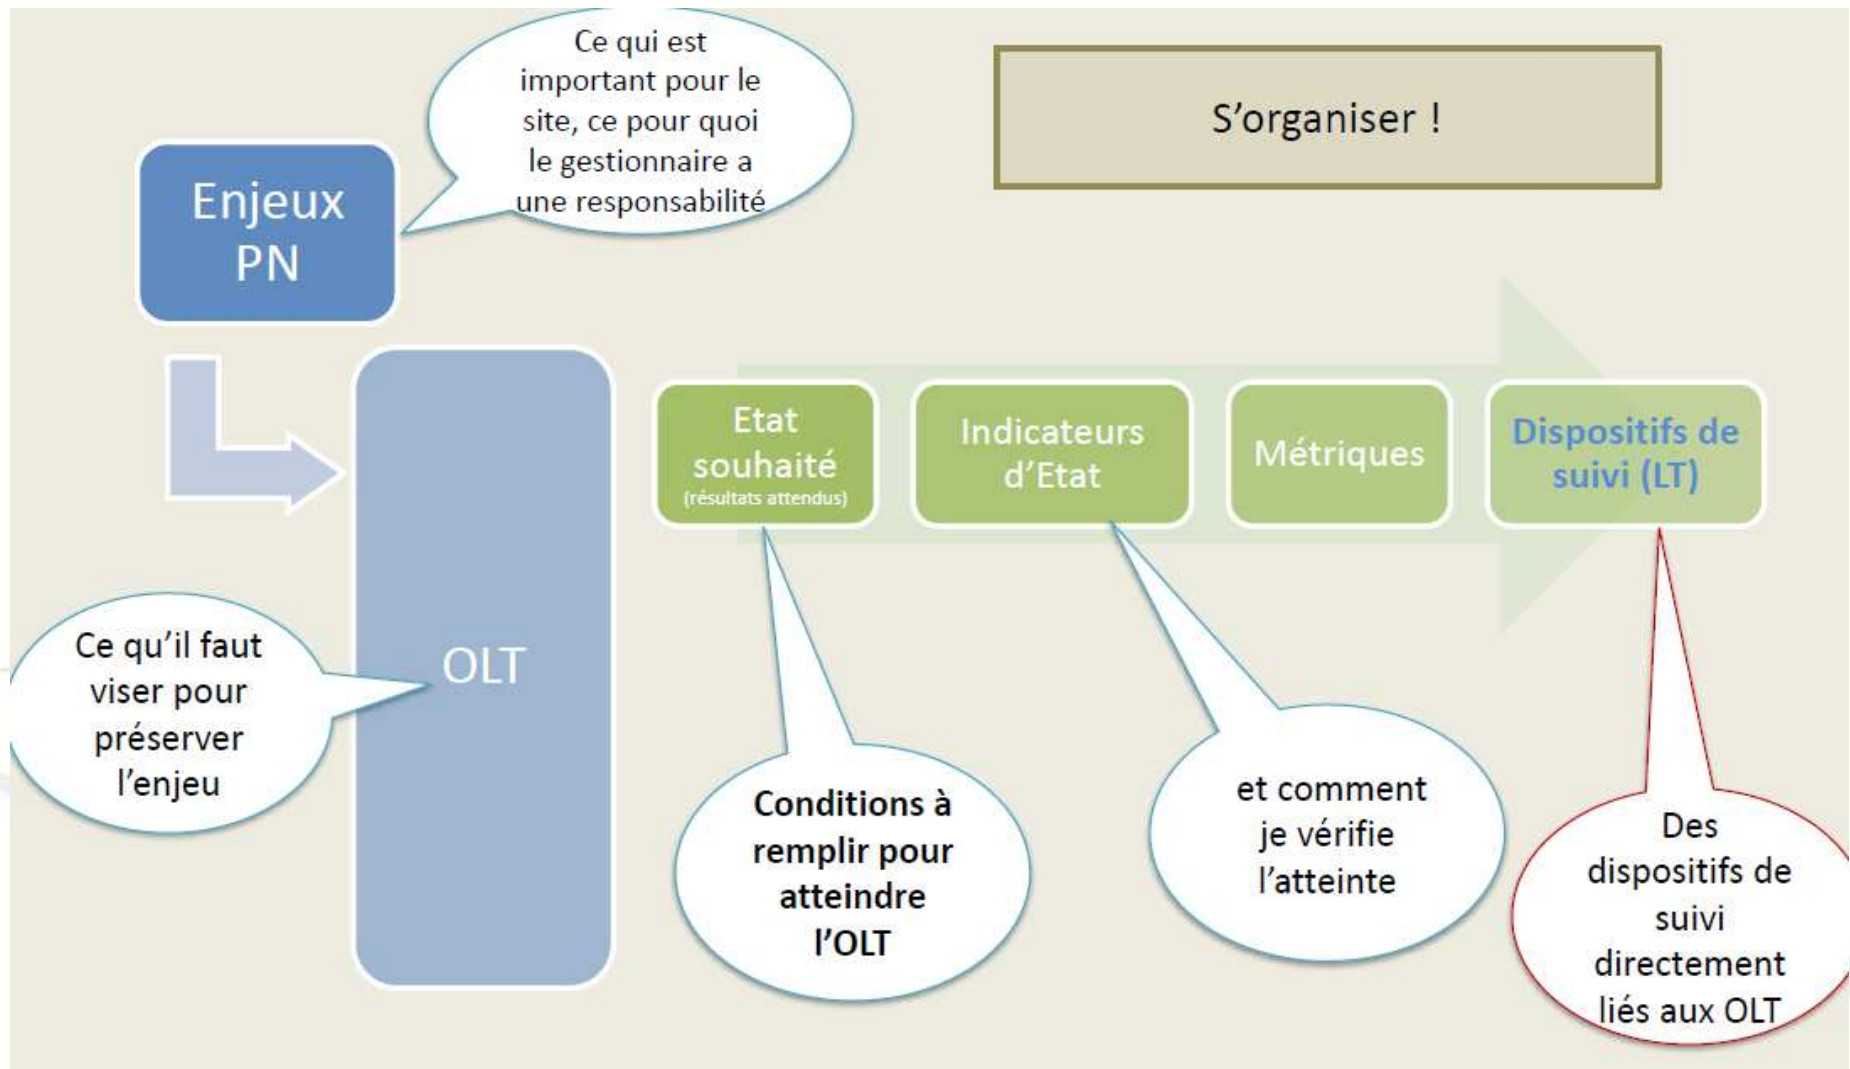 Ce qui est
important pour le
site, ce pour quoi
le gestionnaire a
une responsabilité
S’organiser !
Enjeux
PN
OLT
Etat
souhaité
(résultats attendus)
Indicateurs
d’Etat
Métriques
Dispositifs de
suivi (LT)
Ce qu’il faut
viser pour
préserver
l’enjeu
Conditions à
remplir pour
atteindre
l’OLT
et comment
je vérifie
l’atteinte
Des
dispositifs de
suivi
directement
liés aux OLT